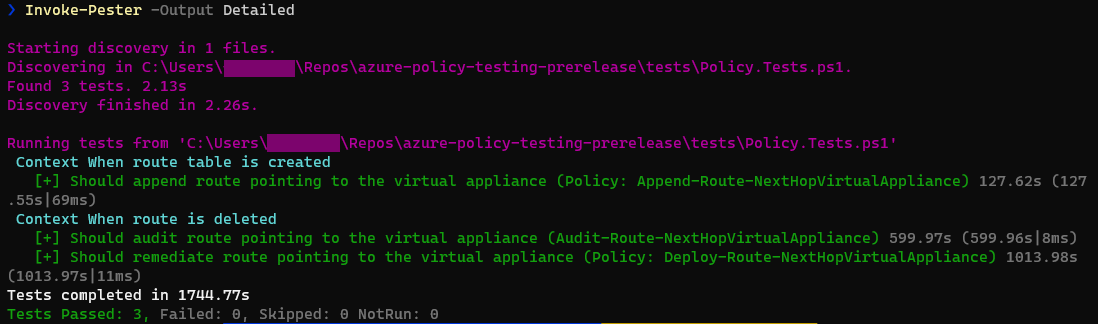 ❯ Invoke-Pester -Output Detailed
Starting discovery in 1 files.
Discovering in C:\Users\ \Repos\azure-policy-testing-prerelease\tests\Policy.Tests.ps1.
Found 3 tests. 2.13s
Discovery finished in 2.26s.
Running tests from 'C:\Users\ \Repos\azure-policy-testing-prerelease\tests\Policy.Tests.ps1'
Context When route table is created
[+] Should append route pointing to the virtual appliance (Policy: Append-Route-NextHopVirtualAppliance) 127.62s (127
.55s|69ms)
Context When route is deleted
[+] Should audit route pointing to the virtual appliance (Audit-Route-NextHopVirtualAppliance) 599.97s (599.96s|8ms)
[+] Should remediate route pointing to the virtual appliance (Policy: Deploy-Route-NextHopVirtualAppliance) 1013.98s
(1013.97s|11ms)
Tests completed in 1744.77s
Tests Passed: 3, Failed: 0, Skipped: 0 NotRun: 0